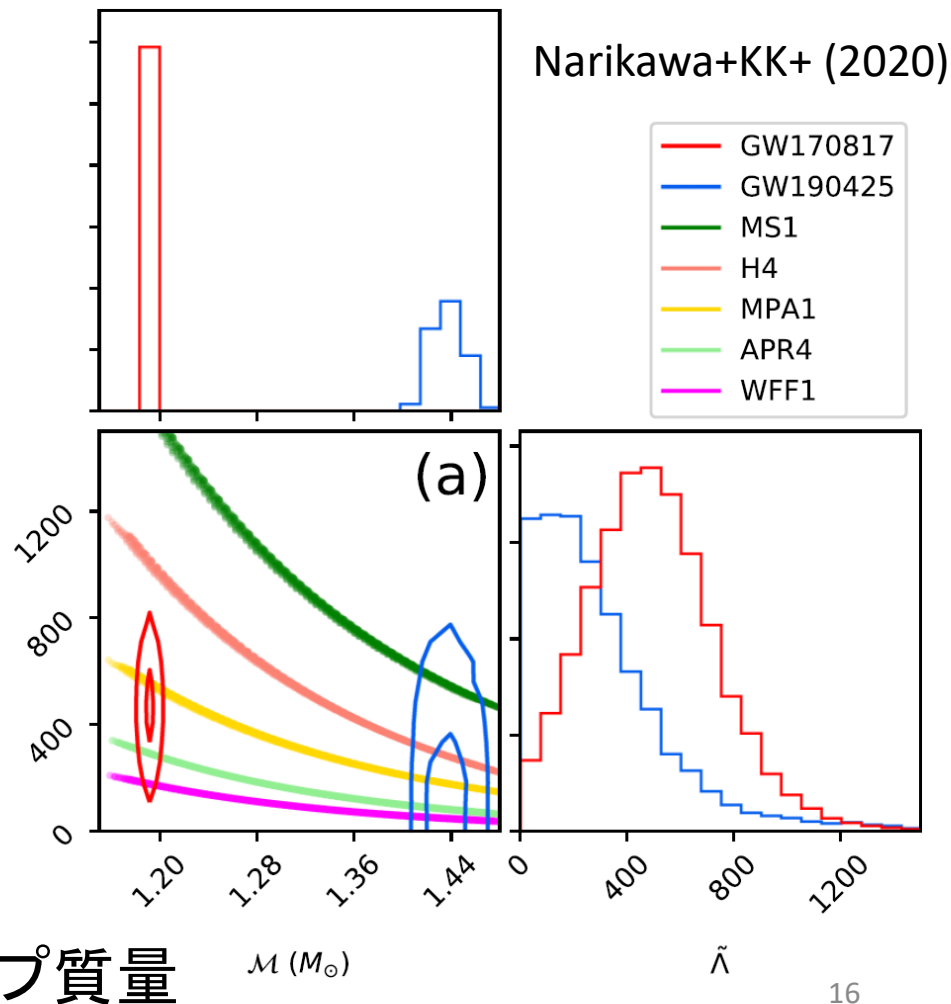 Narikawa+KK+ (2020)
GW170817
GW190425
MS1
H4
MPA1
APR4
WFF1
(a)
1200
800
400
0
1.20
1.28
1.36
1.44
0
400
800
1200
プ質量
ℳ (M⊙)
Λ̃
16